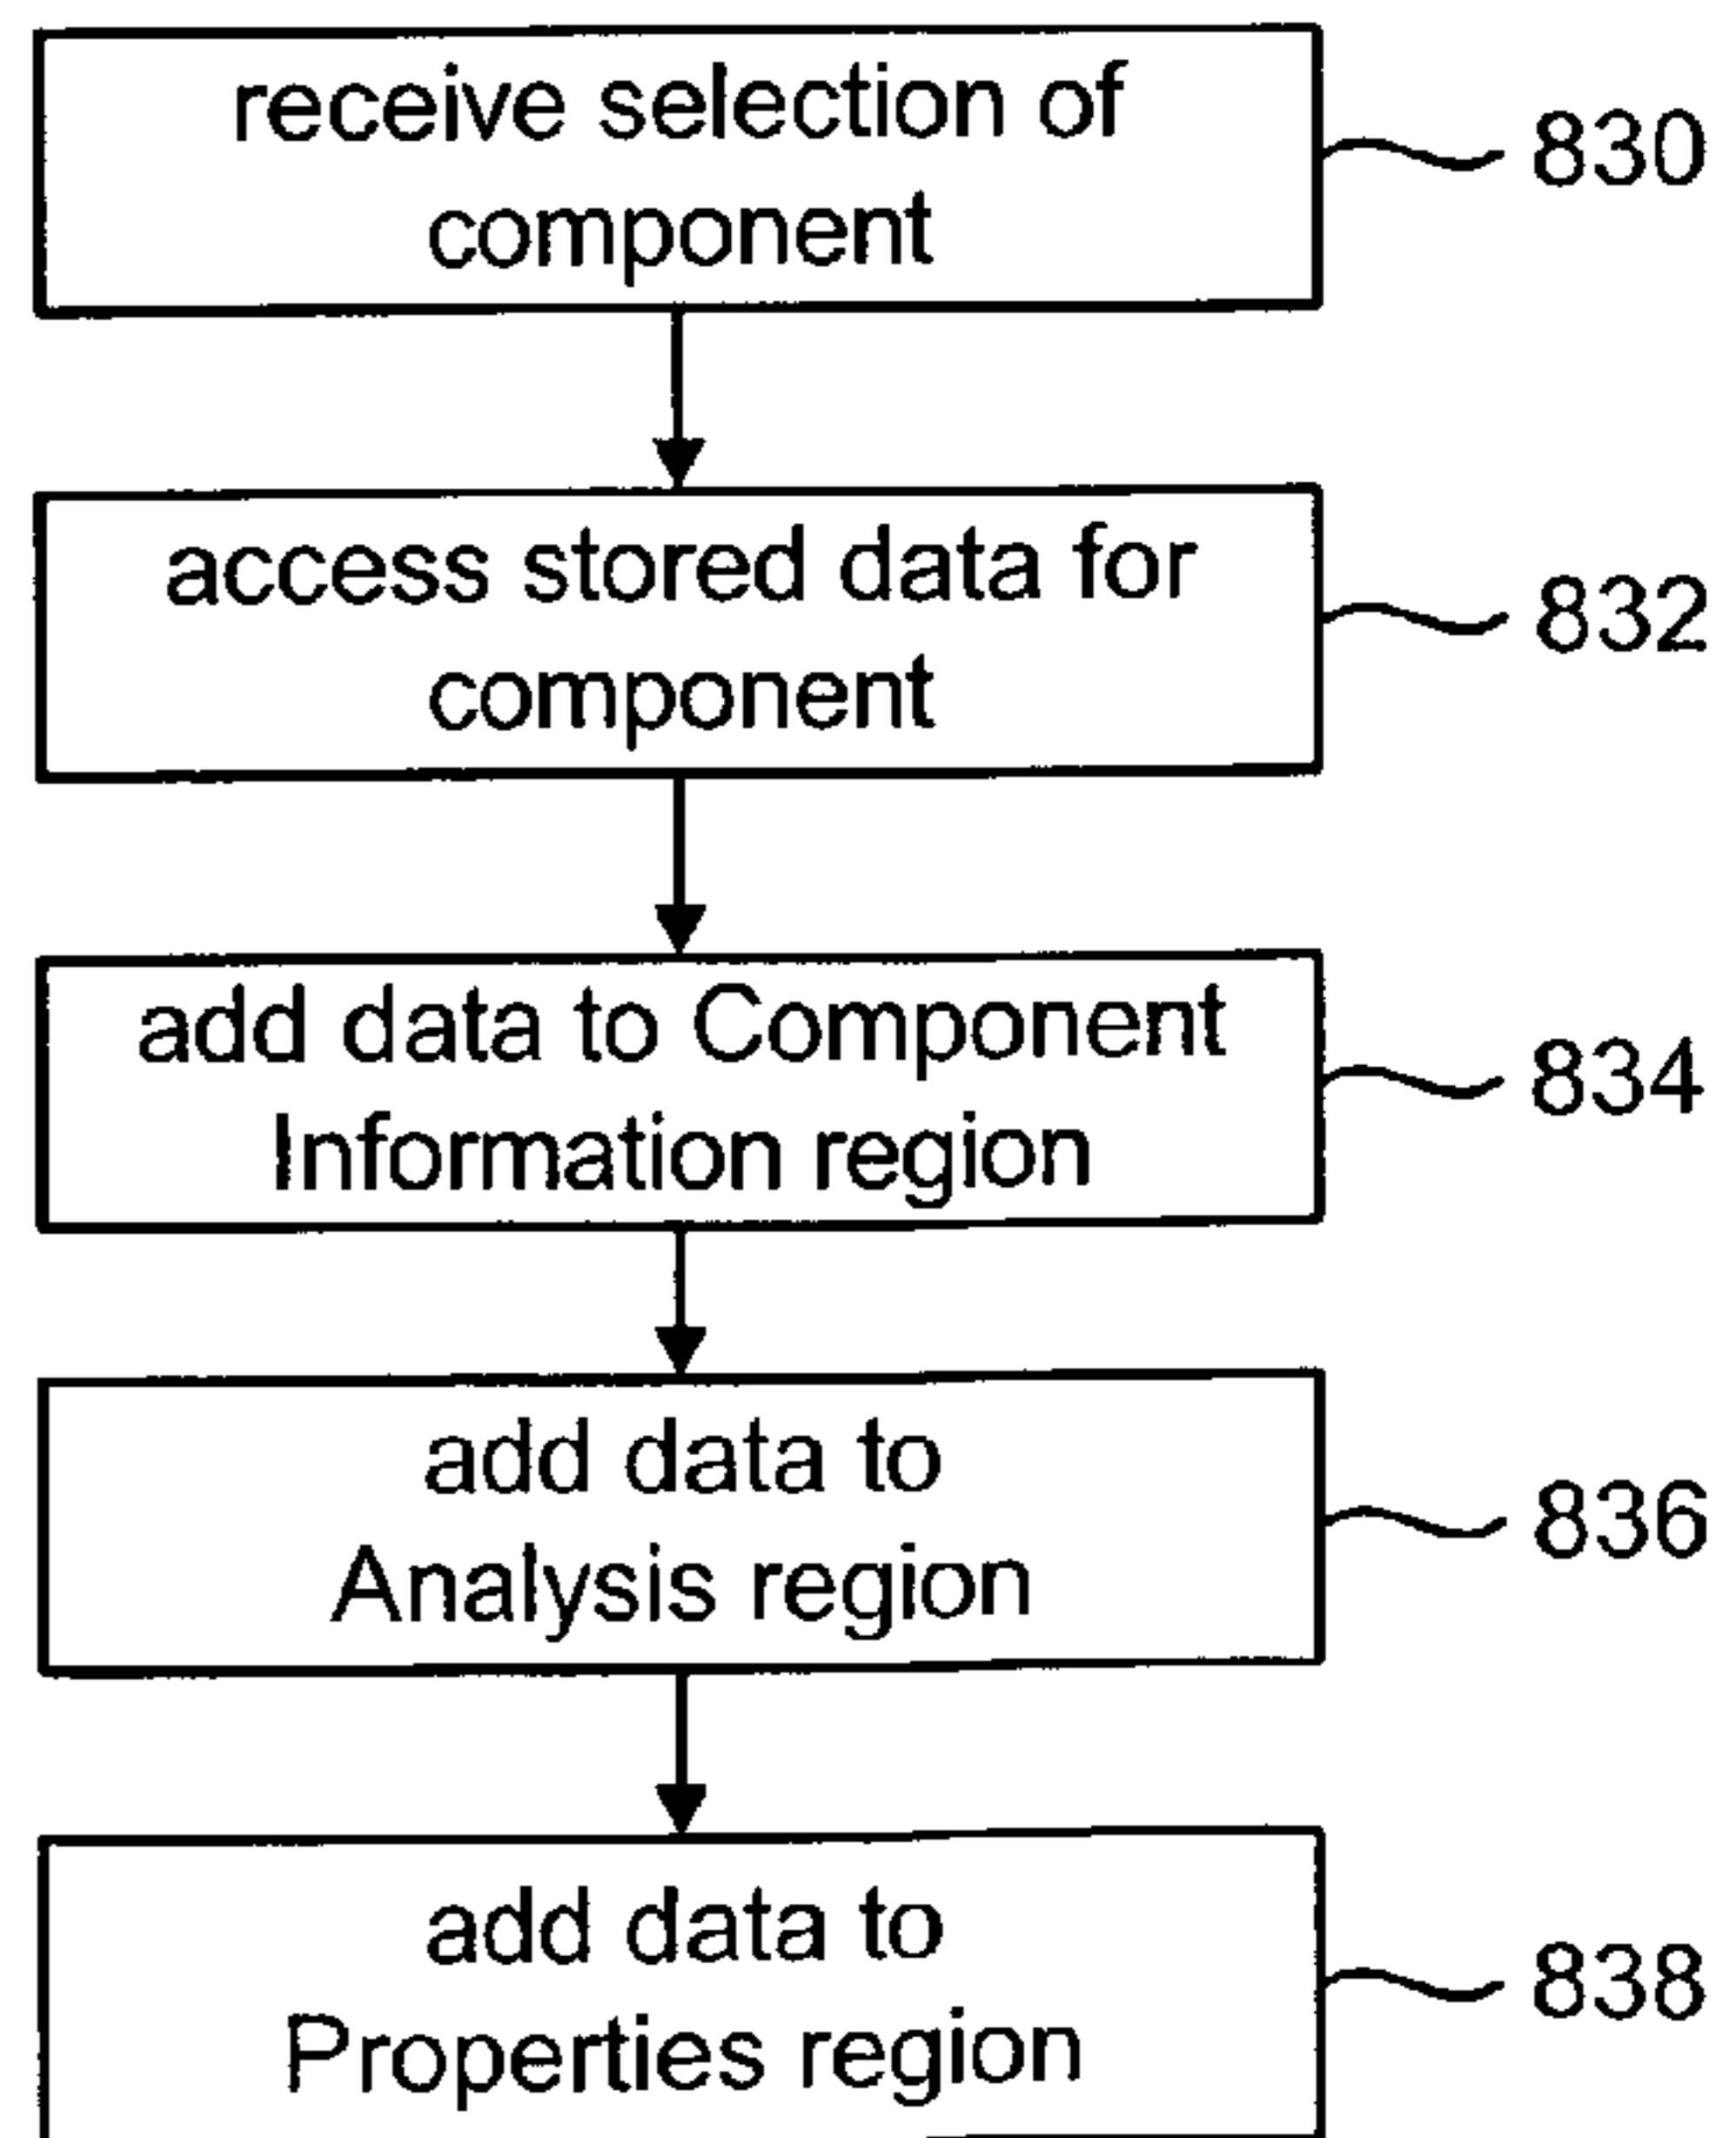 receive selection of
component
830
access stored data for
component
832
add data to Component
Information region
834
add data to
Analysis region
836
add data to
Properties region
838